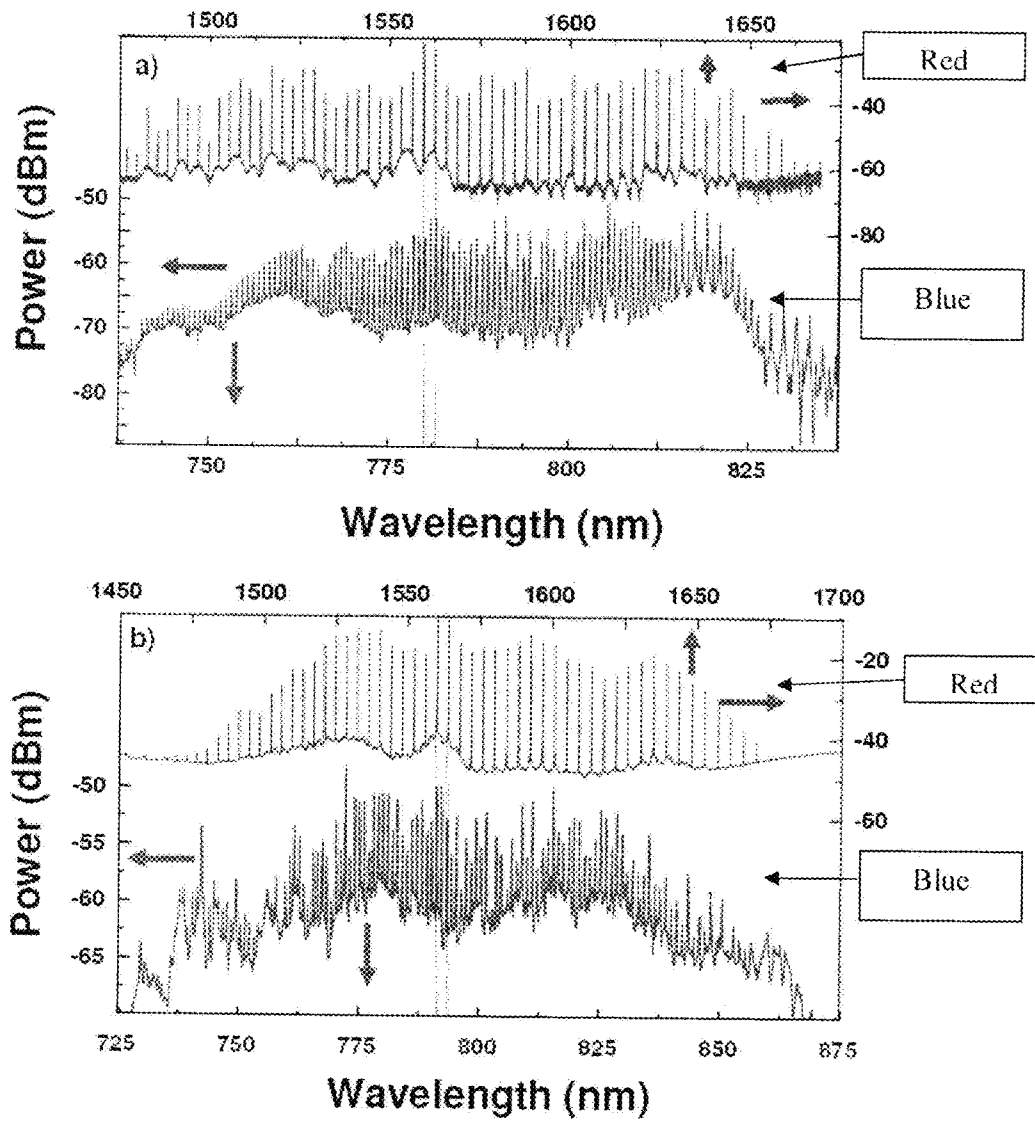 1500 1550 1600 1650
a)
Red
-40
-60
-80
Power (dBm)
-50
-60
-70
-80
Blue
750 775 800 825
Wavelength (nm)
1450 1500 1550 1600 1650 1700
b)
Red
-20
-40
-60
Power (dBm)
-50
-55
-60
-65
Blue
725 750 775 800 825 850 875
Wavelength (nm)